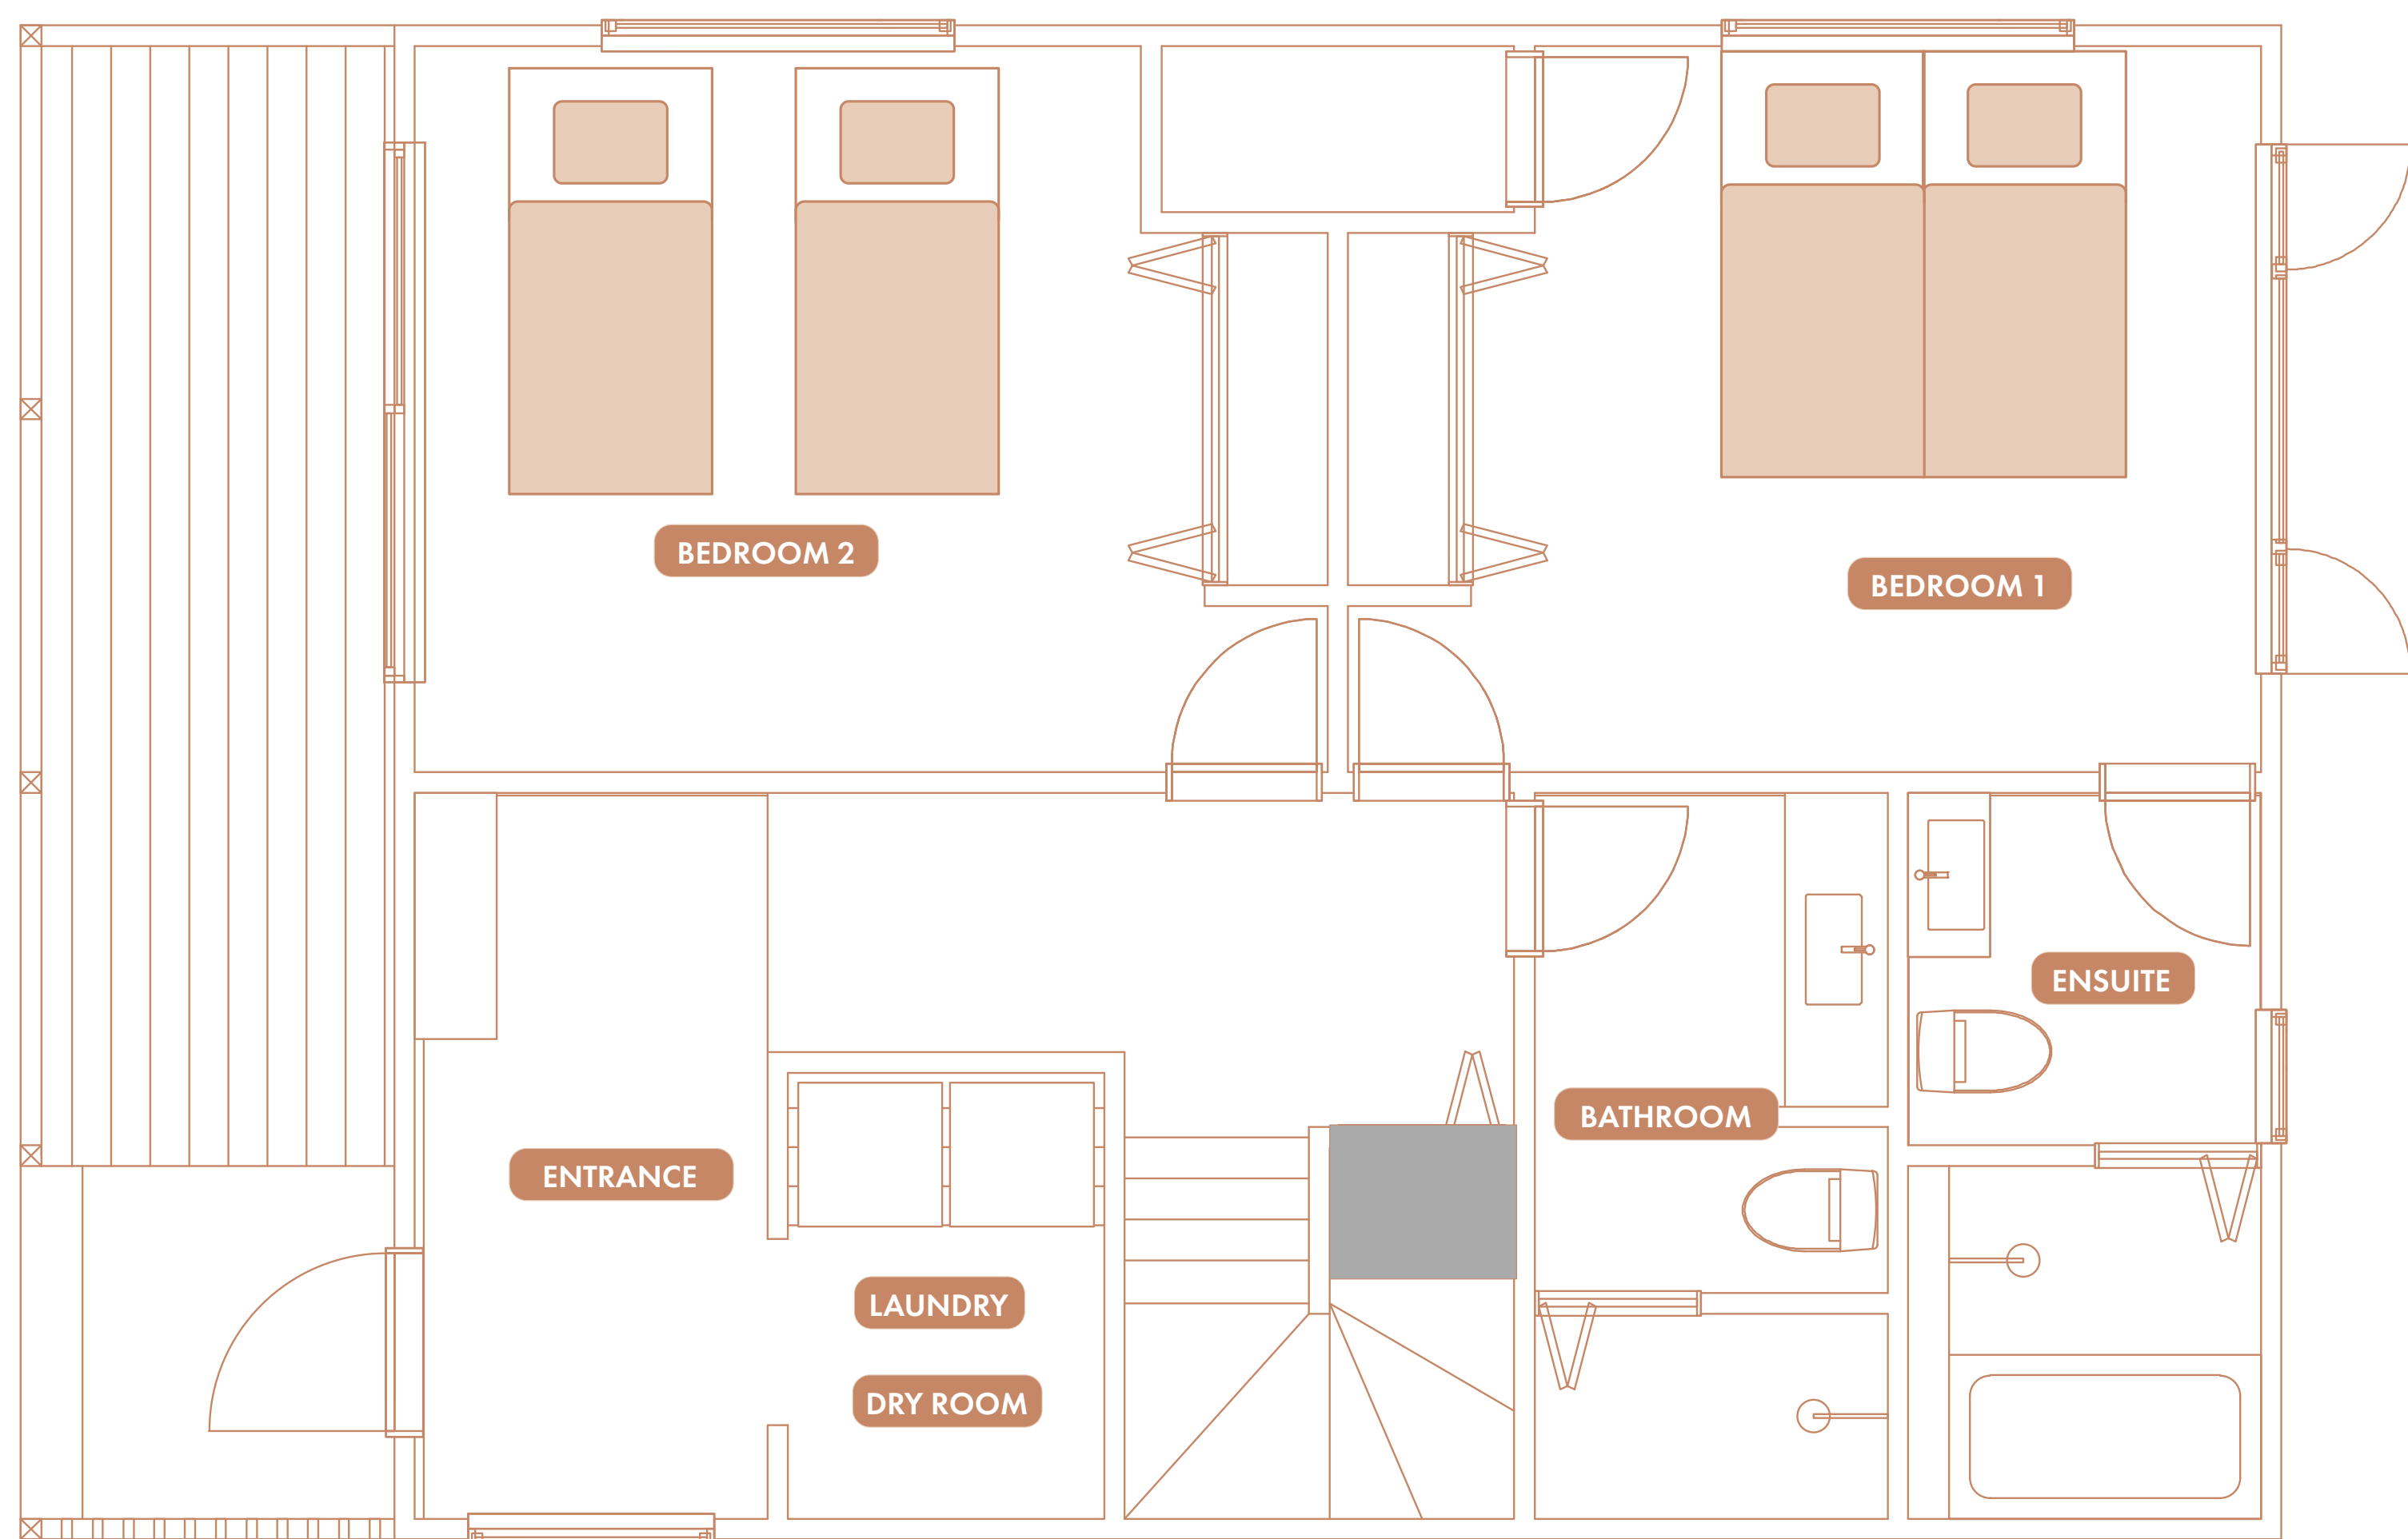 BEDROOM 2
BEDROOM 1
ENSUITE
BATHROOM
ENTRANCE
LAUNDRY
DRY ROOM